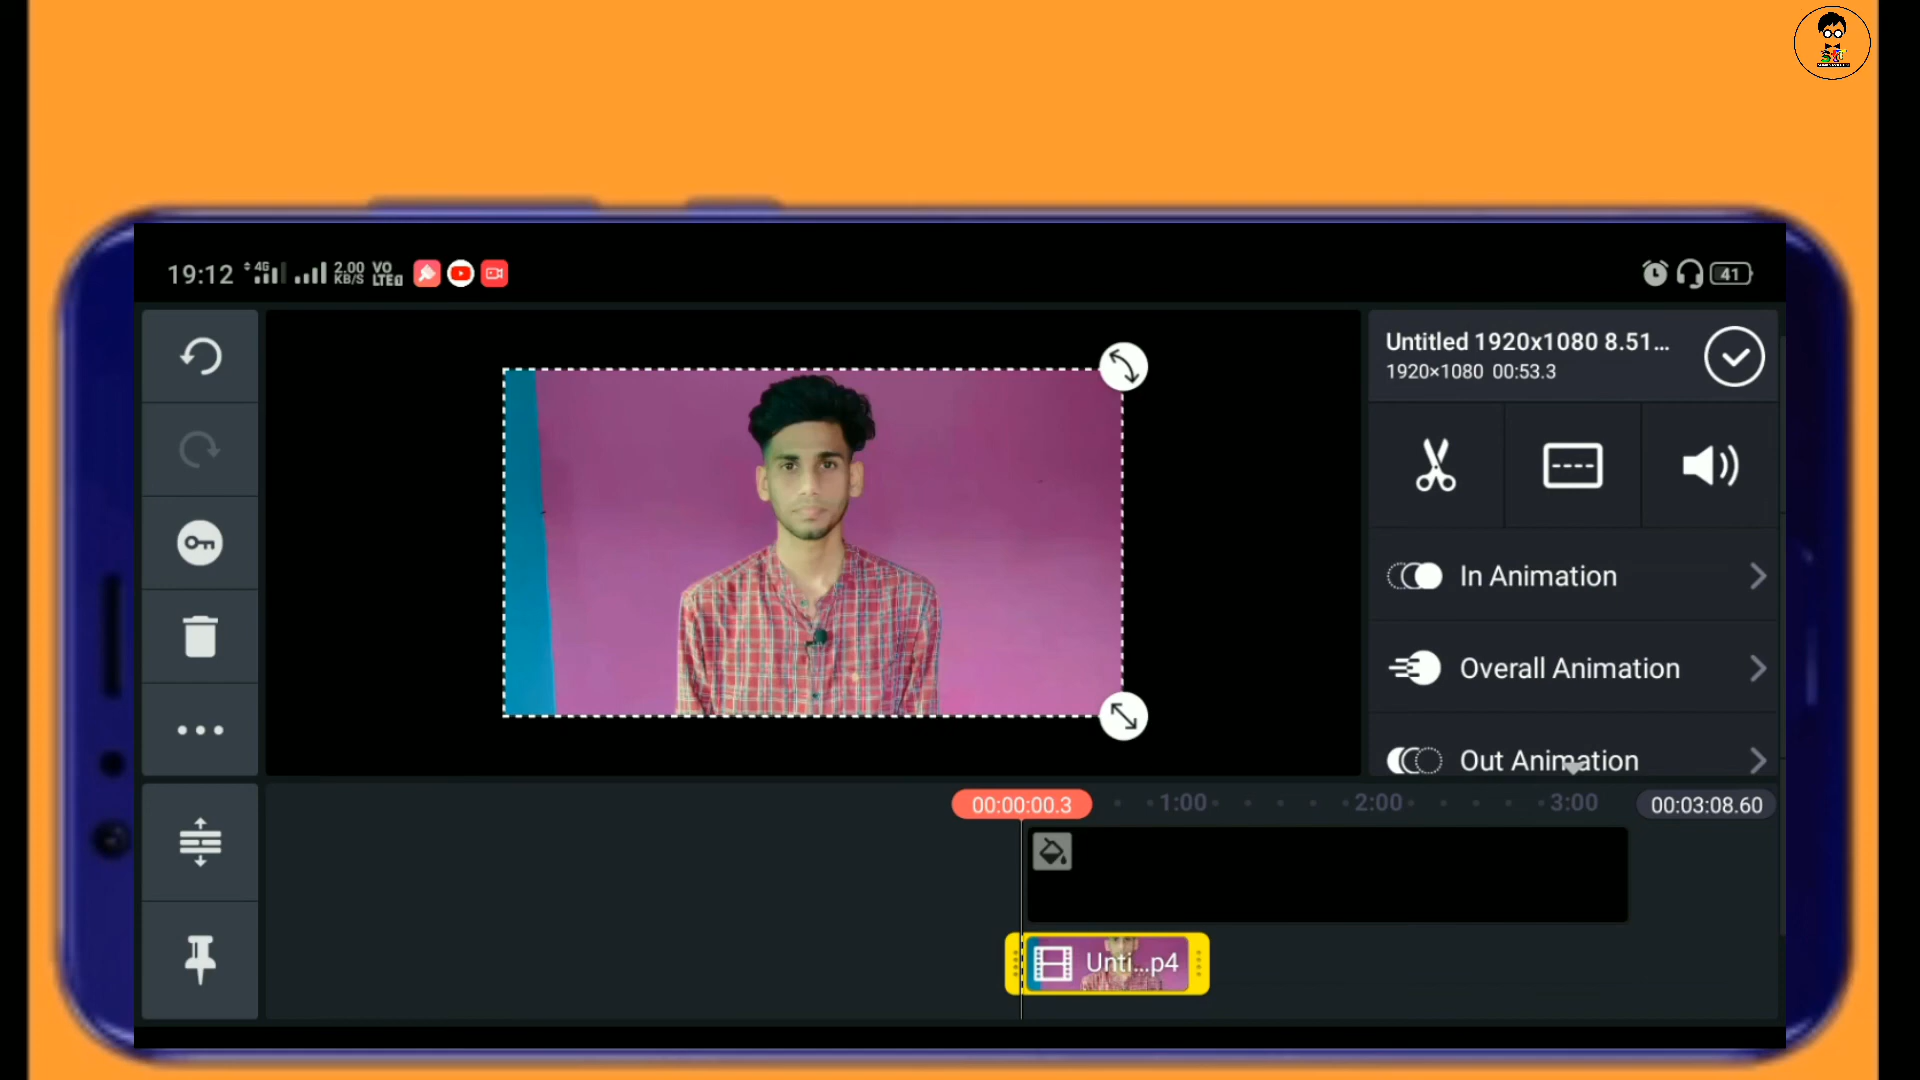 19:12 4G 2.00 KB/S VO LTE 41
Untitled 1920x1080 8.51...
1920×1080 00:53.3
In Animation
Overall Animation
Out Animation
00:00:00.3 1:00 2:00 3:00 00:03:08.60
Unti...p4